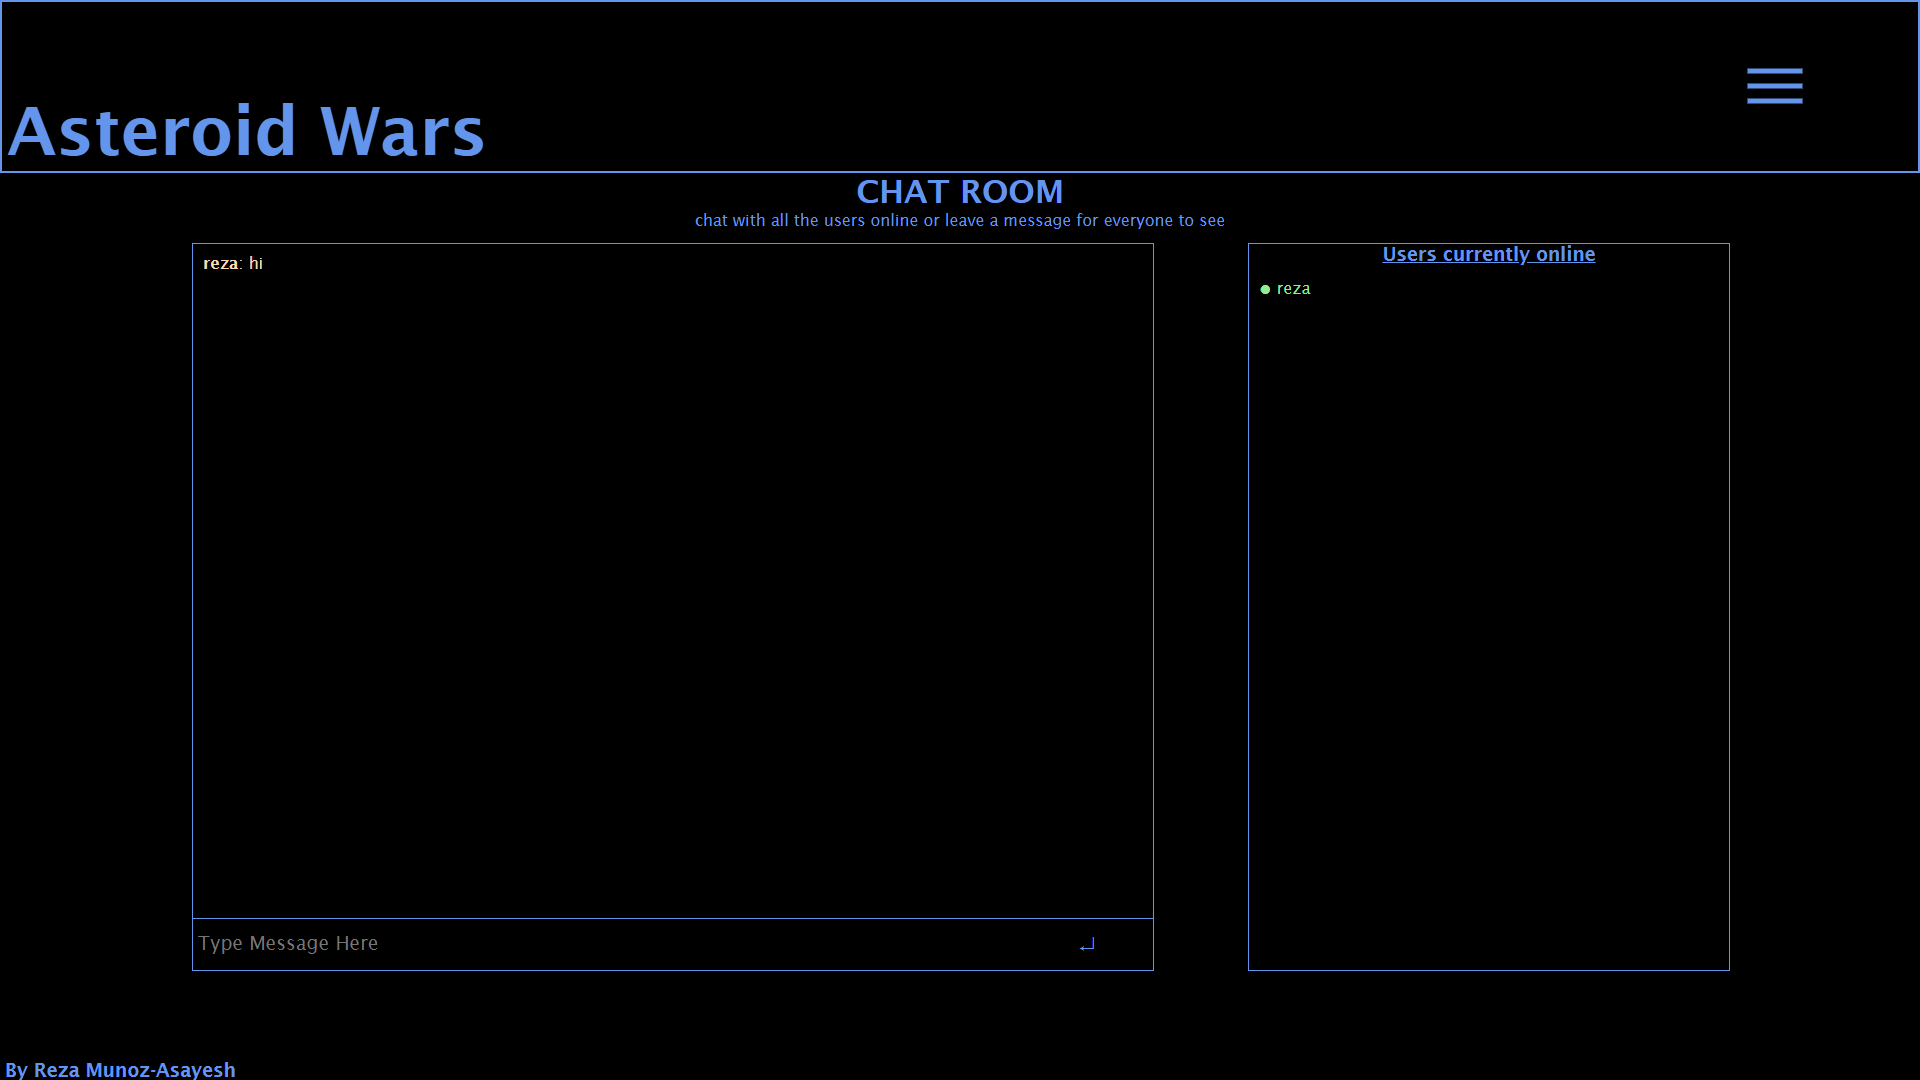 Asteroid Wars
CHAT ROOM
chat with all the users online or leave a message for everyone to see
reza: hi
Type Message Here
Users currently online
reza
By Reza Munoz-Asayesh